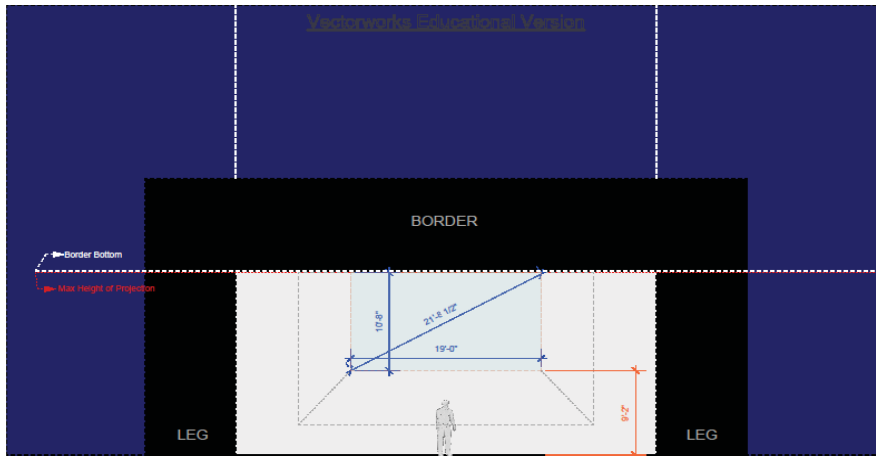 Vectorworks Educational Version
BORDER
Border Bottom
Max Height of Projection
10'-8"
21'-8 1/2"
19'-0"
9'-2"
LEG
LEG